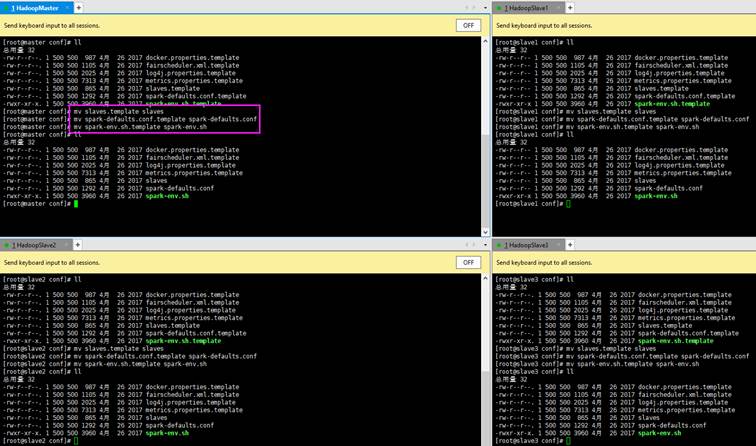 1 HadoopMaster
Send keyboard input to all sessions.
OFF
[root@master conf]# ll
总用量 32
-rw-r--r--. 1 500 500  987 4月  26 2017 docker.properties.template
-rw-r--r--. 1 500 500 1105 4月  26 2017 fairscheduler.xml.template
-rw-r--r--. 1 500 500 2025 4月  26 2017 log4j.properties.template
-rw-r--r--. 1 500 500 7313 4月  26 2017 metrics.properties.template
-rw-r--r--. 1 500 500  865 4月  26 2017 slaves.template
-rw-r--r--. 1 500 500 1292 4月  26 2017 spark-defaults.conf.template
-rwxr-xr-x. 1 500 500 3960 4月  26 2017 spark-env.sh.template
[root@master conf]# mv slaves.template slaves
[root@master conf]# mv spark-defaults.conf.template spark-defaults.conf
[root@master conf]# mv spark-env.sh.template spark-env.sh
[root@master conf]# ll
总用量 32
-rw-r--r--. 1 500 500  987 4月  26 2017 docker.properties.template
-rw-r--r--. 1 500 500 1105 4月  26 2017 fairscheduler.xml.template
-rw-r--r--. 1 500 500 2025 4月  26 2017 log4j.properties.template
-rw-r--r--. 1 500 500 7313 4月  26 2017 metrics.properties.template
-rw-r--r--. 1 500 500  865 4月  26 2017 slaves
-rw-r--r--. 1 500 500 1292 4月  26 2017 spark-defaults.conf
-rwxr-xr-x. 1 500 500 3960 4月  26 2017 spark-env.sh
[root@master conf]#
1 HadoopSlave1
Send keyboard input to all sessions.
[root@slave1 conf]# ll
总用量 32
-rw-r--r--. 1 500 500  987 4月  26 2017 docker.properties.template
-rw-r--r--. 1 500 500 1105 4月  26 2017 fairscheduler.xml.template
-rw-r--r--. 1 500 500 2025 4月  26 2017 log4j.properties.template
-rw-r--r--. 1 500 500 7313 4月  26 2017 metrics.properties.template
-rw-r--r--. 1 500 500  865 4月  26 2017 slaves.template
-rw-r--r--. 1 500 500 1292 4月  26 2017 spark-defaults.conf.template
-rwxr-xr-x. 1 500 500 3960 4月  26 2017 spark-env.sh.template
[root@slave1 conf]# mv slaves.template slaves
[root@slave1 conf]# mv spark-defaults.conf.template spark-defaults.conf
[root@slave1 conf]# mv spark-env.sh.template spark-env.sh
[root@slave1 conf]# ll
总用量 32
-rw-r--r--. 1 500 500  987 4月  26 2017 docker.properties.template
-rw-r--r--. 1 500 500 1105 4月  26 2017 fairscheduler.xml.template
-rw-r--r--. 1 500 500 2025 4月  26 2017 log4j.properties.template
-rw-r--r--. 1 500 500 7313 4月  26 2017 metrics.properties.template
-rw-r--r--. 1 500 500  865 4月  26 2017 slaves
-rw-r--r--. 1 500 500 1292 4月  26 2017 spark-defaults.conf
-rwxr-xr-x. 1 500 500 3960 4月  26 2017 spark-env.sh
[root@slave1 conf]#
1 HadoopSlave2
Send keyboard input to all sessions.
OFF
[root@slave2 conf]# ll
总用量 32
-rw-r--r--. 1 500 500  987 4月  26 2017 docker.properties.template
-rw-r--r--. 1 500 500 1105 4月  26 2017 fairscheduler.xml.template
-rw-r--r--. 1 500 500 2025 4月  26 2017 log4j.properties.template
-rw-r--r--. 1 500 500 7313 4月  26 2017 metrics.properties.template
-rw-r--r--. 1 500 500  865 4月  26 2017 slaves.template
-rw-r--r--. 1 500 500 1292 4月  26 2017 spark-defaults.conf.template
-rwxr-xr-x. 1 500 500 3960 4月  26 2017 spark-env.sh.template
[root@slave2 conf]# mv slaves.template slaves
[root@slave2 conf]# mv spark-defaults.conf.template spark-defaults.conf
[root@slave2 conf]# mv spark-env.sh.template spark-env.sh
[root@slave2 conf]# ll
总用量 32
-rw-r--r--. 1 500 500  987 4月  26 2017 docker.properties.template
-rw-r--r--. 1 500 500 1105 4月  26 2017 fairscheduler.xml.template
-rw-r--r--. 1 500 500 2025 4月  26 2017 log4j.properties.template
-rw-r--r--. 1 500 500 7313 4月  26 2017 metrics.properties.template
-rw-r--r--. 1 500 500  865 4月  26 2017 slaves
-rw-r--r--. 1 500 500 1292 4月  26 2017 spark-defaults.conf
-rwxr-xr-x. 1 500 500 3960 4月  26 2017 spark-env.sh
[root@slave2 conf]#
1 HadoopSlave3
Send keyboard input to all sessions.
[root@slave3 conf]# ll
总用量 32
-rw-r--r--. 1 500 500  987 4月  26 2017 docker.properties.template
-rw-r--r--. 1 500 500 1105 4月  26 2017 fairscheduler.xml.template
-rw-r--r--. 1 500 500 2025 4月  26 2017 log4j.properties.template
-rw-r--r--. 1 500 500 7313 4月  26 2017 metrics.properties.template
-rw-r--r--. 1 500 500  865 4月  26 2017 slaves.template
-rw-r--r--. 1 500 500 1292 4月  26 2017 spark-defaults.conf.template
-rwxr-xr-x. 1 500 500 3960 4月  26 2017 spark-env.sh.template
[root@slave3 conf]# mv slaves.template slaves
[root@slave3 conf]# mv spark-defaults.conf.template spark-defaults.conf
[root@slave3 conf]# mv spark-env.sh.template spark-env.sh
[root@slave3 conf]# ll
总用量 32
-rw-r--r--. 1 500 500  987 4月  26 2017 docker.properties.template
-rw-r--r--. 1 500 500 1105 4月  26 2017 fairscheduler.xml.template
-rw-r--r--. 1 500 500 2025 4月  26 2017 log4j.properties.template
-rw-r--r--. 1 500 500 7313 4月  26 2017 metrics.properties.template
-rw-r--r--. 1 500 500  865 4月  26 2017 slaves
-rw-r--r--. 1 500 500 1292 4月  26 2017 spark-defaults.conf
-rwxr-xr-x. 1 500 500 3960 4月  26 2017 spark-env.sh
[root@slave3 conf]#